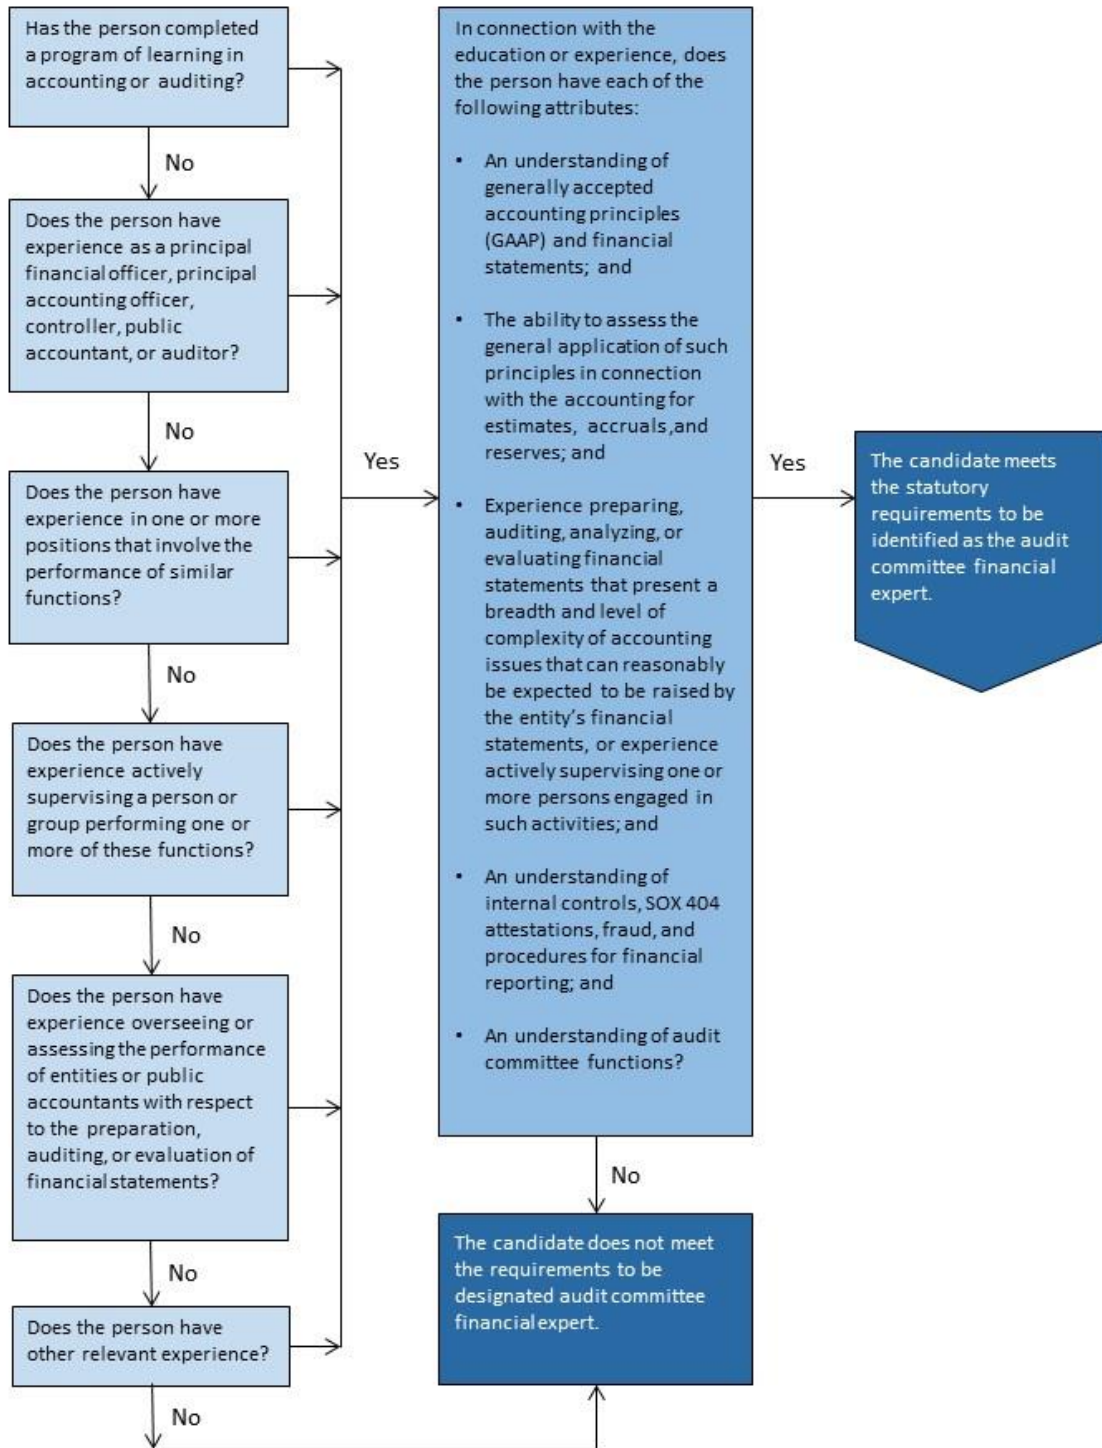 Has the person completed
a program of learning in
accounting or auditing?
No
Does the person have
experience as a principal
financial officer, principal
accounting officer,
controller, public
accountant, or auditor?
No
Does the person have
experience in one or more
positions that involve the
performance of similar
functions?
No
Does the person have
experience actively
supervising a person or
group performing one or
more of these functions?
No
Does the person have
experience overseeing or
assessing the performance
of entities or public
accountants with respect
to the preparation,
auditing, or evaluation of
financial statements?
No
Does the person have
other relevant experience?
No
Yes
In connection with the
education or experience, does
the person have each of the
following attributes:
• An understanding of
generally accepted
accounting principles
(GAAP) and financial
statements; and
• The ability to assess the
general application of such
principles in connection
with the accounting for
estimates, accruals,and
reserves; and
• Experience preparing,
auditing, analyzing, or
evaluating financial
statements that present a
breadth and level of
complexity of accounting
issues that can reasonably
be expected to be raised by
the entity's financial
statements, or experience
actively supervising one or
more persons engaged in
such activities; and
• An understanding of
internal controls, SOX 404
attestations, fraud, and
procedures for financial
reporting; and
• An understanding of audit
committee functions?
No
The candidate does not meet
the requirements to be
designated audit committee
financial expert.
Yes
The candidate meets
the statutory
requirements to be
identified as the audit
committee financial
expert.